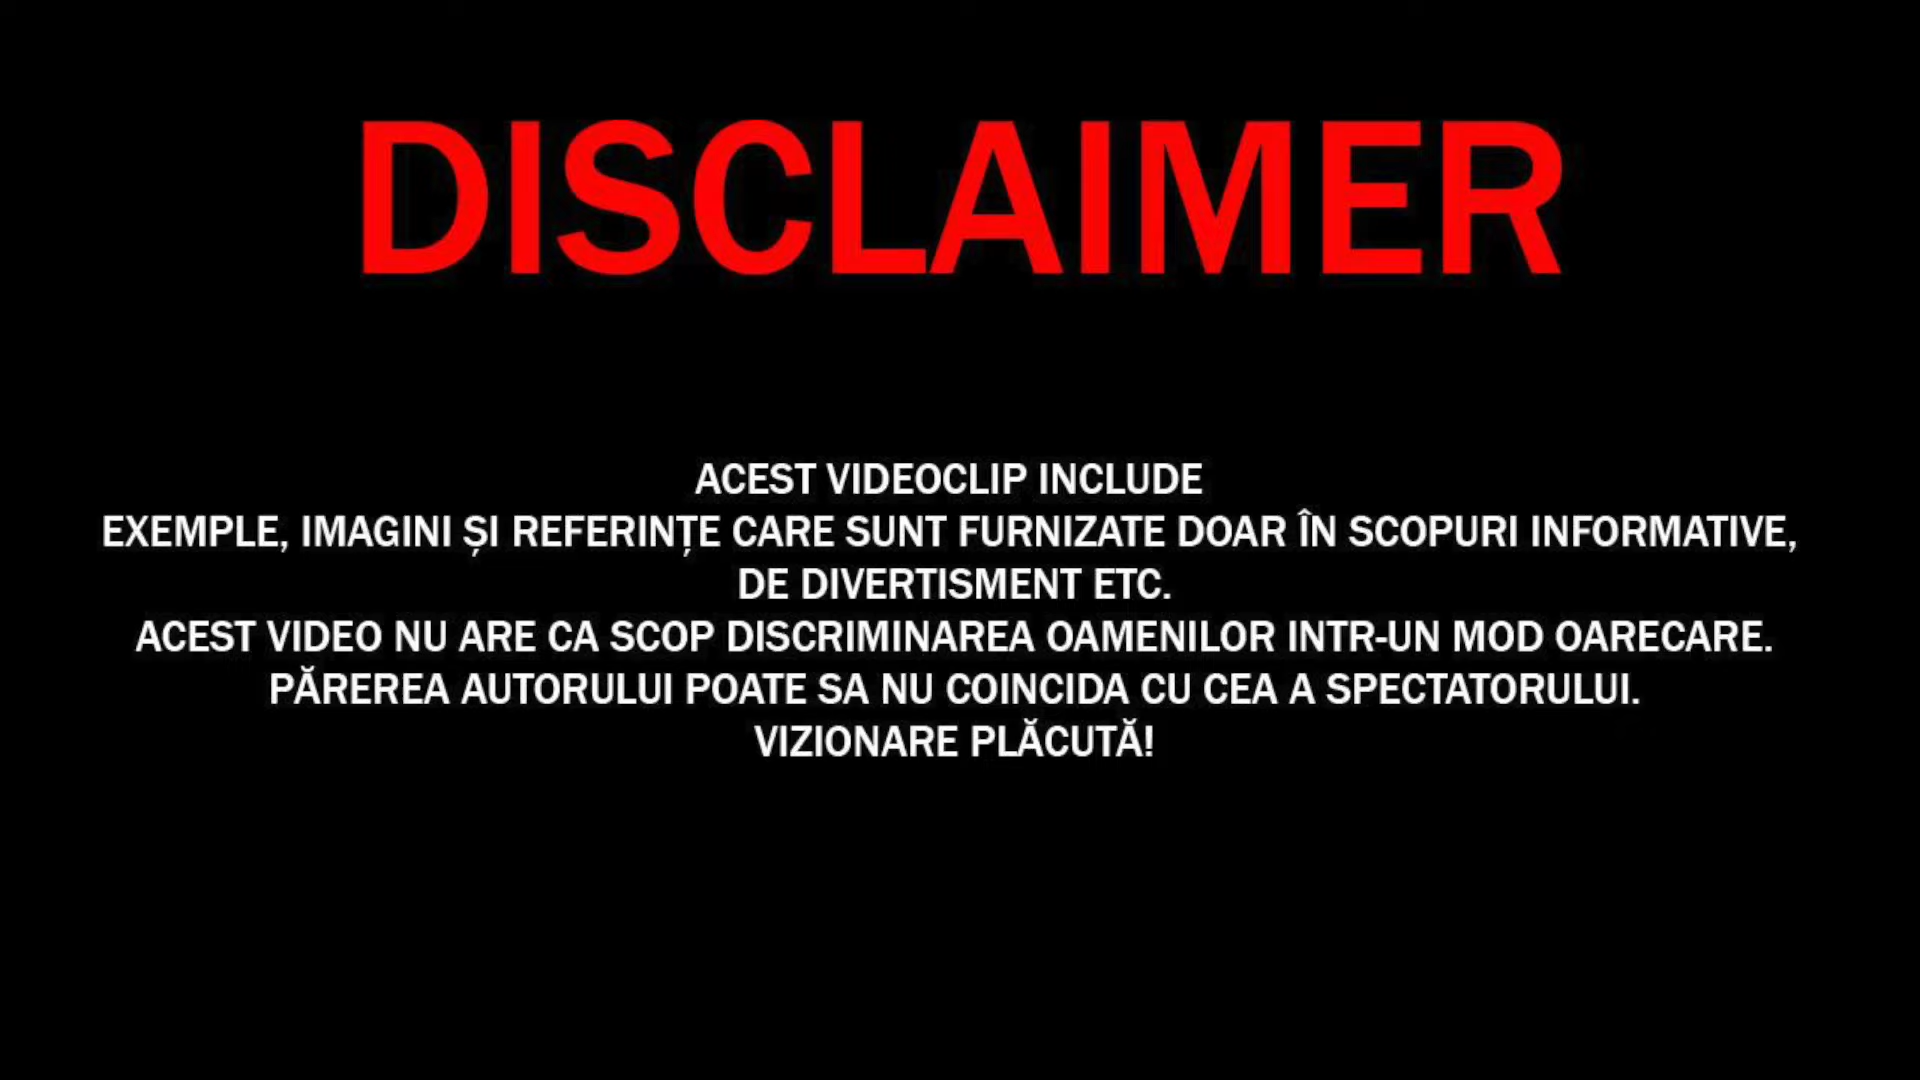 DISCLAIMER
ACEST VIDEOCLIP INCLUDE
EXEMPLE, IMAGINI ȘI REFERINȚE CARE SUNT FURNIZATE DOAR ÎN SCOPURI INFORMATIVE,
DE DIVERTISMENT ETC.
ACEST VIDEO NU ARE CA SCOP DISCRIMINAREA OAMENILOR INTR-UN MOD OARECARE.
PĂREREA AUTORULUI POATE SA NU COINCIDA CU CEA A SPECTATORULUI.
VIZIONARE PLĂCUTĂ!